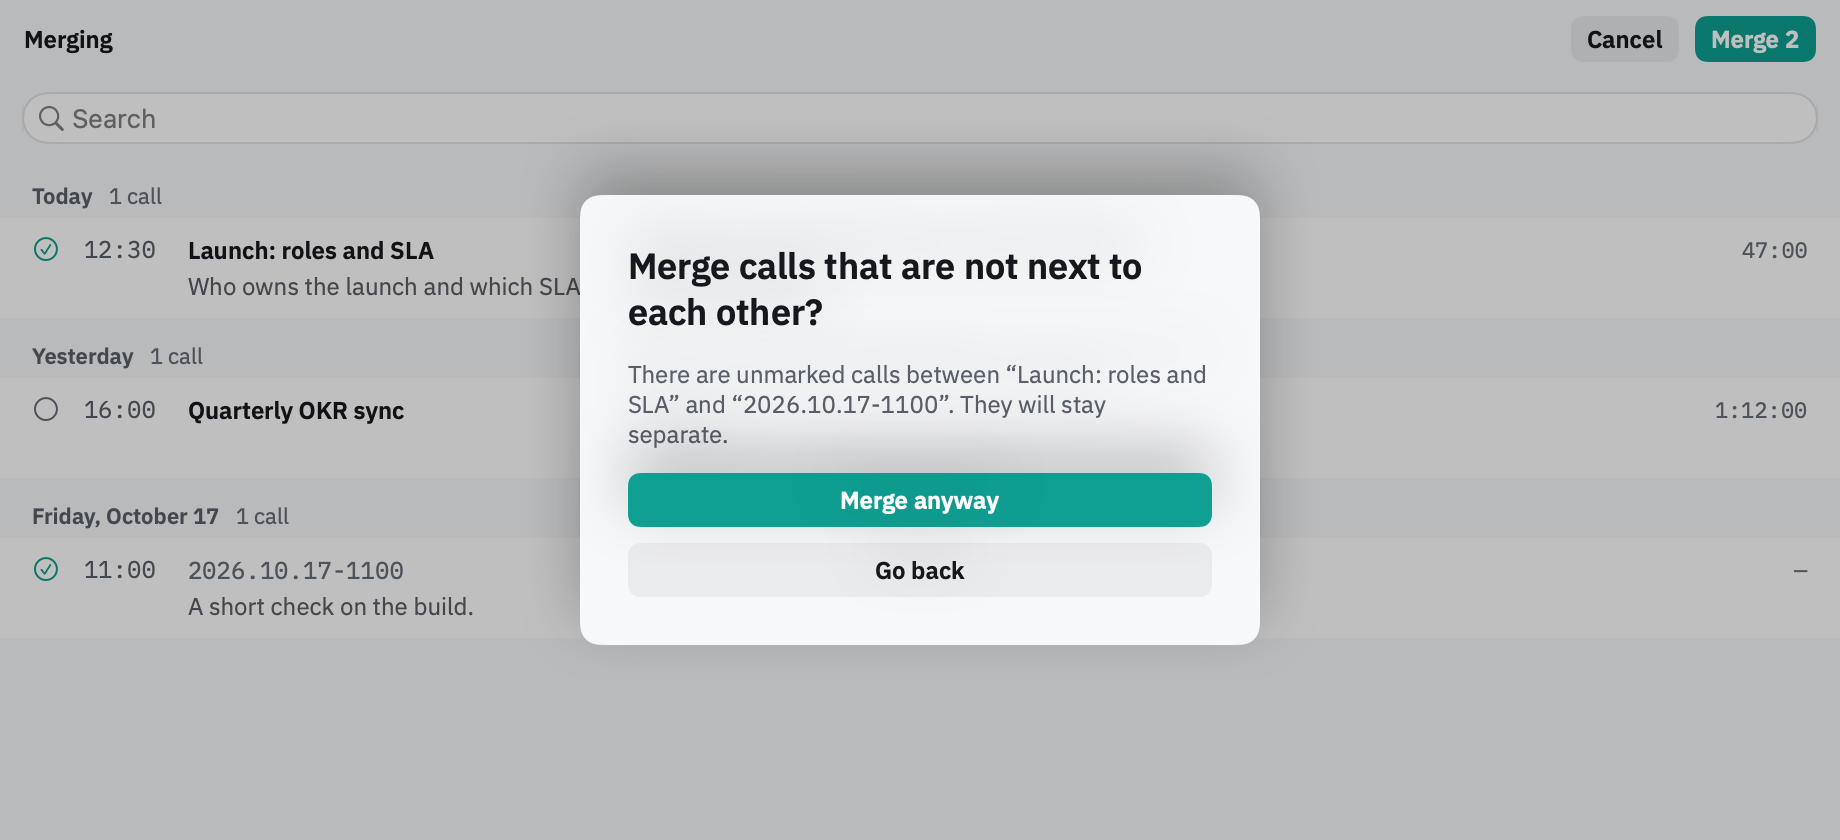 Merging
Cancel
Merge 2
Search
Today 1 call
12:30 Launch: roles and SLA 47:00
Who owns the launch and which SLA
Yesterday 1 call
16:00 Quarterly OKR sync 1:12:00
Friday, October 17 1 call
11:00 2026.10.17-1100 –
A short check on the build.
Merge calls that are not next to
each other?
There are unmarked calls between “Launch: roles and
SLA” and “2026.10.17-1100”. They will stay
separate.
Merge anyway
Go back